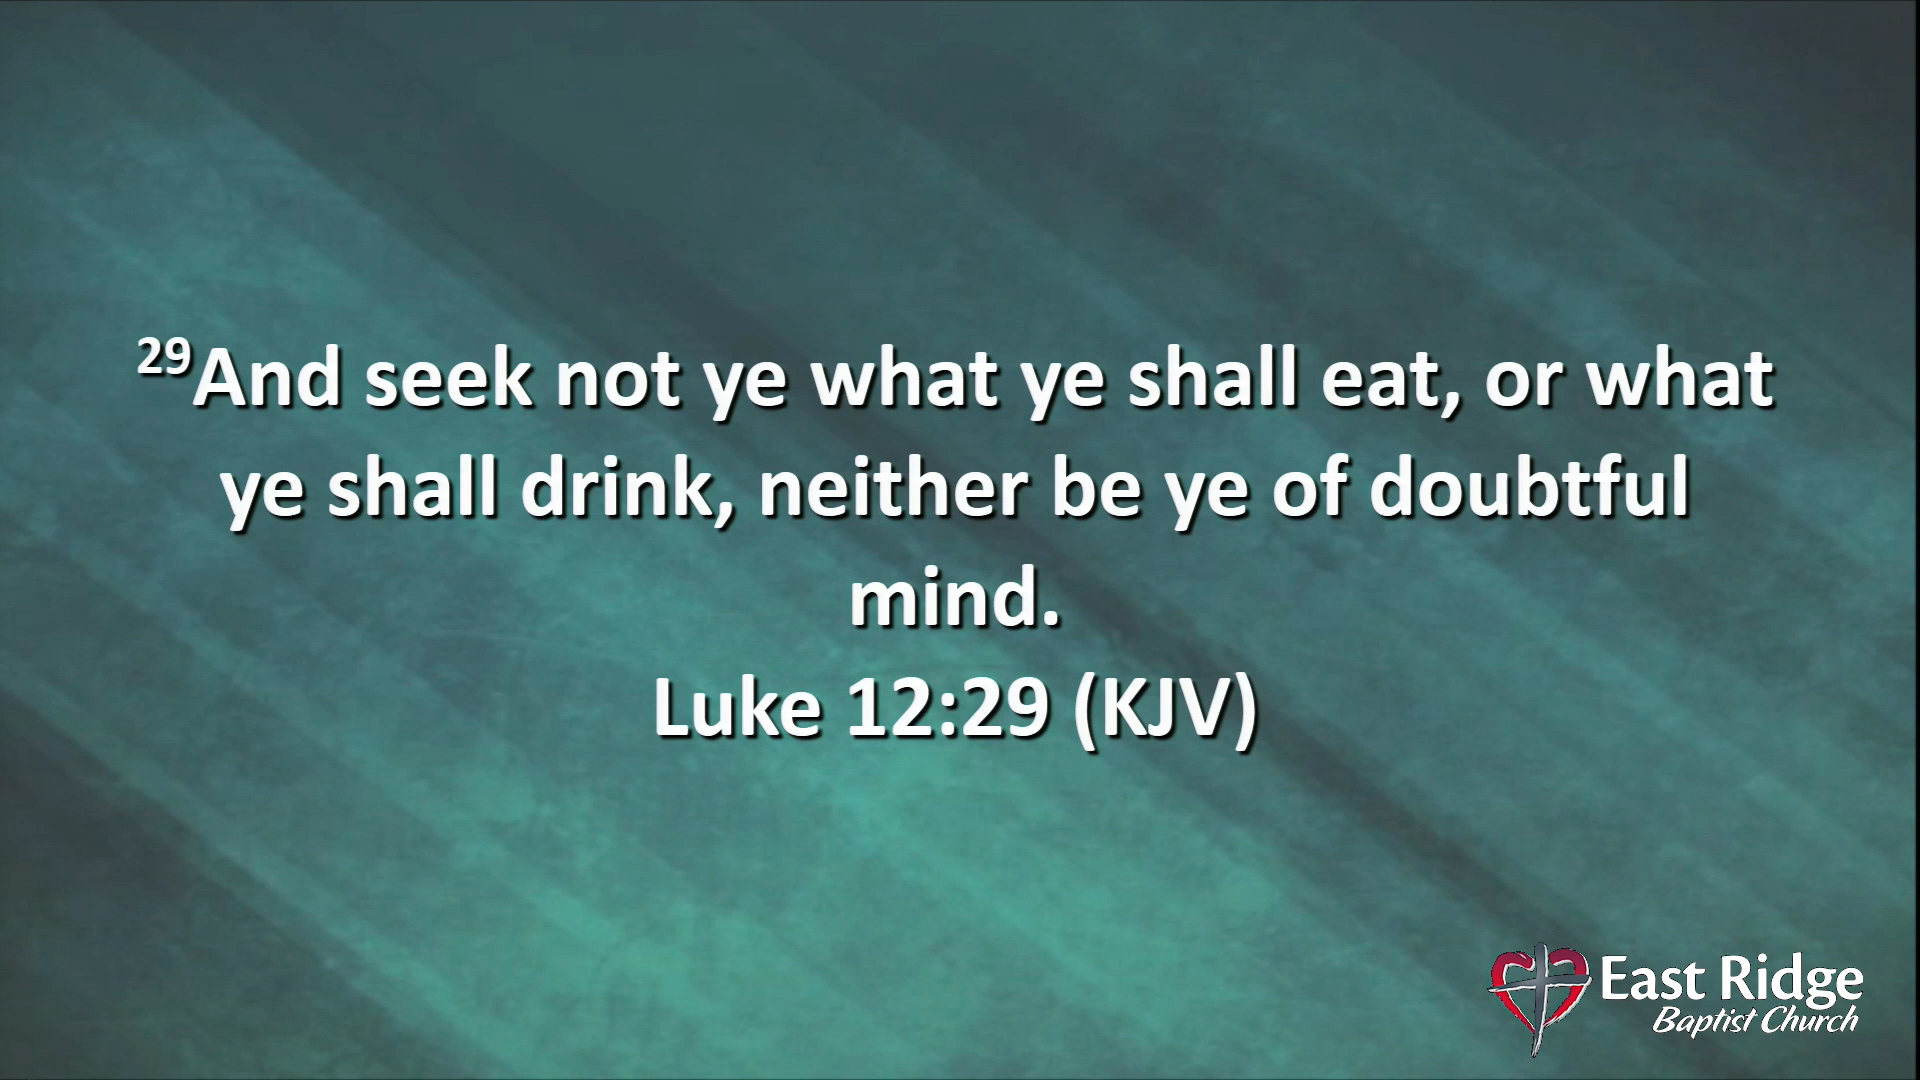 29And seek not ye what ye shall eat, or what
ye shall drink, neither be ye of doubtful
mind.
Luke 12:29 (KJV)
East Ridge
Baptist Church